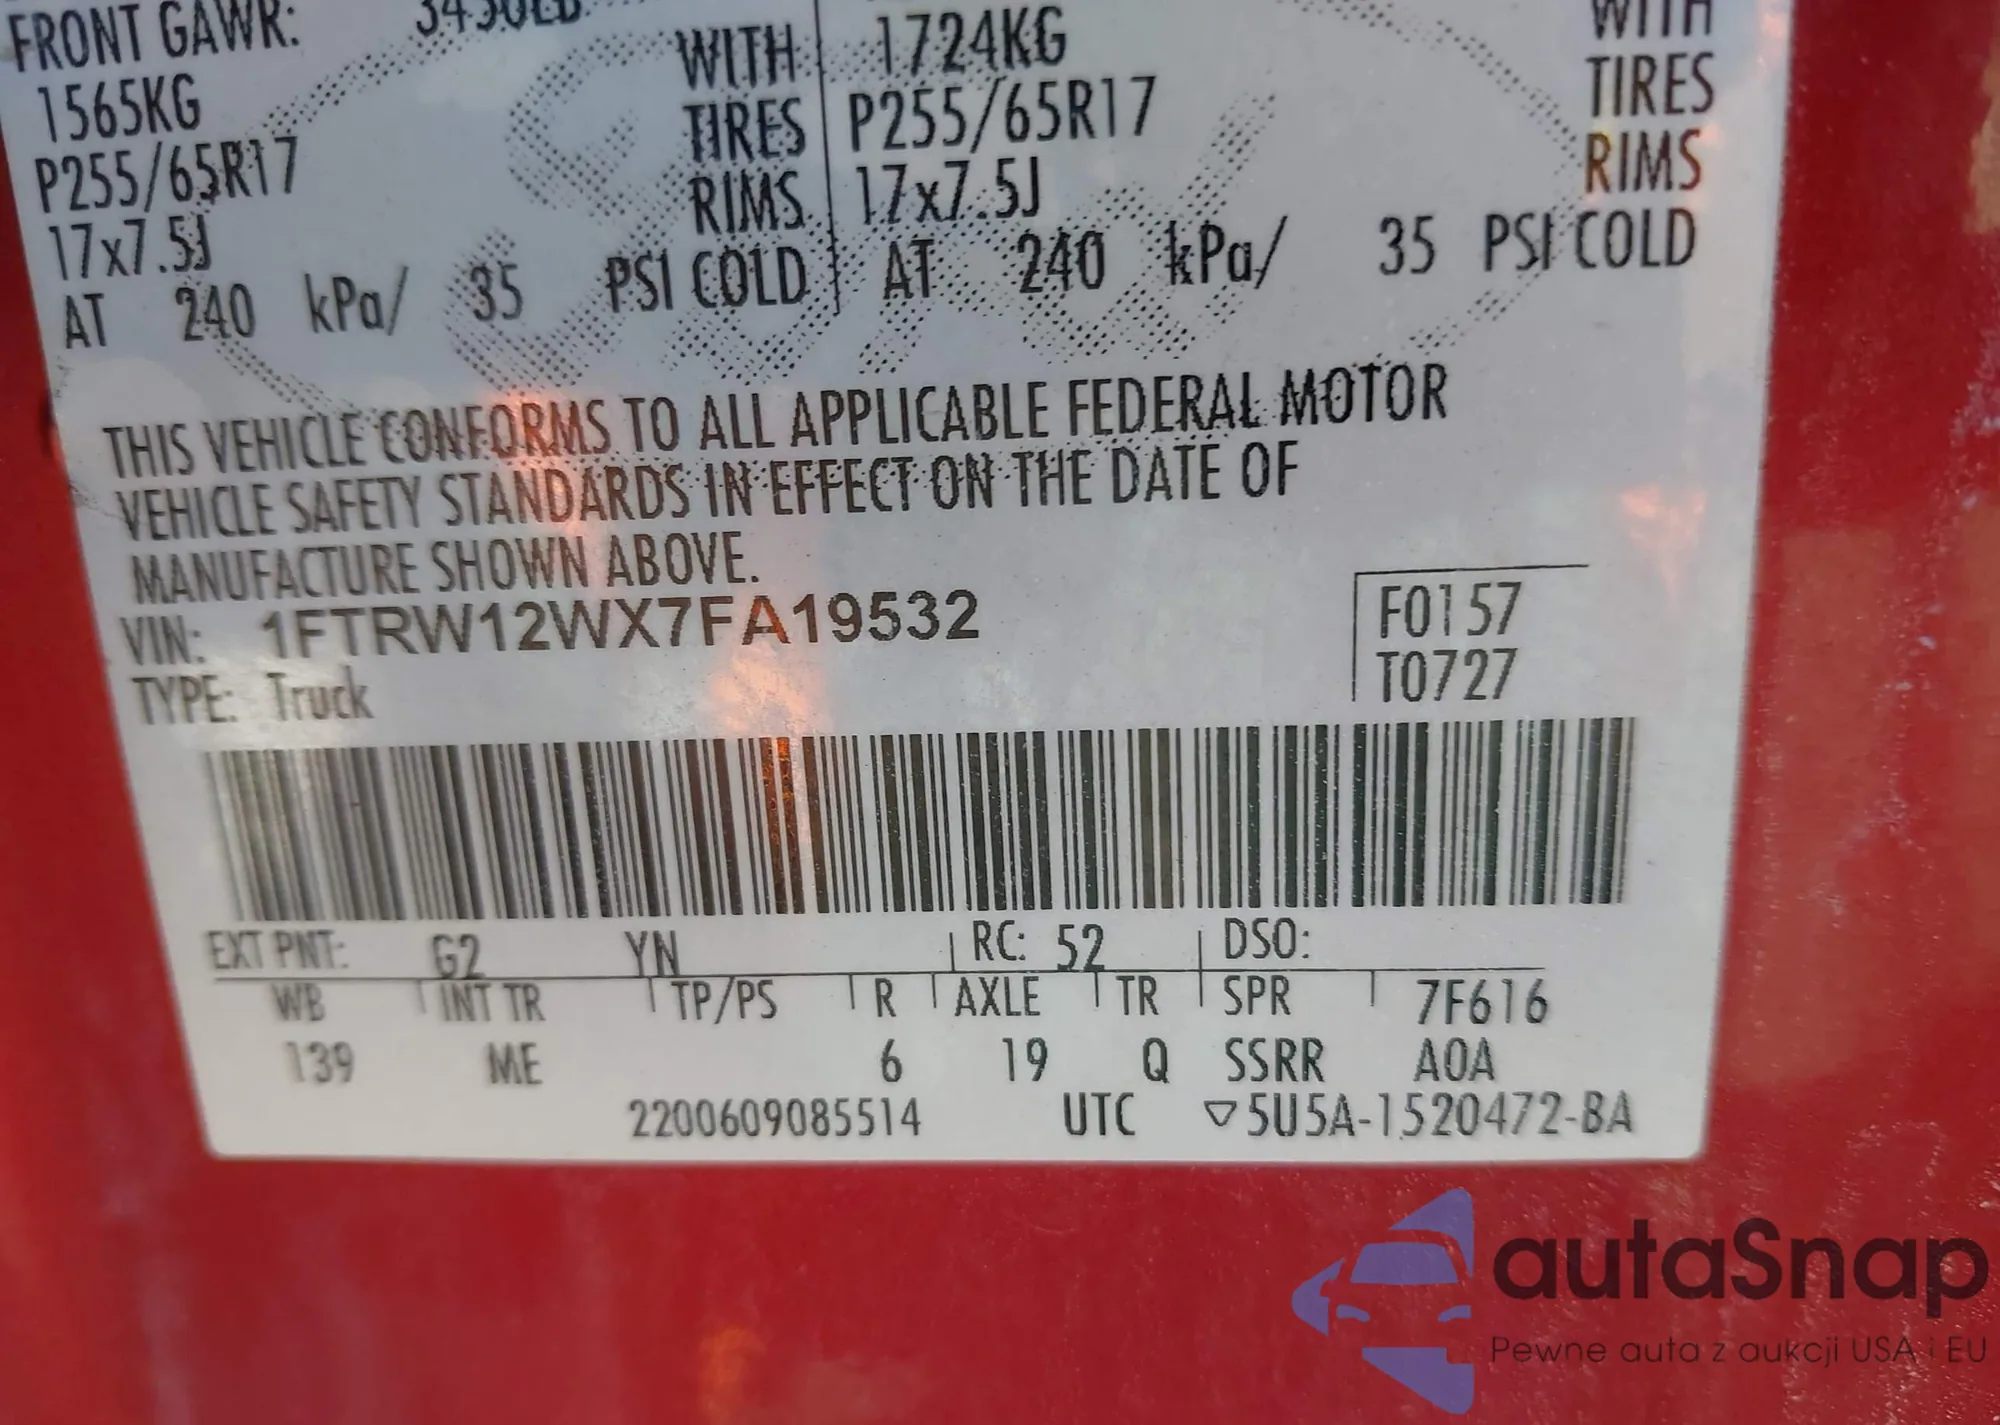 FRONT GAWR: 3450LB
1565KG WITH
P255/65R17 TIRES
17x7.5J RIMS
AT 240 kPa/ 35 PSI COLD
1724KG WITH
P255/65R17 TIRES
17x7.5J RIMS
AT 240 kPa/ 35 PSI COLD
THIS VEHICLE CONFORMS TO ALL APPLICABLE FEDERAL MOTOR
VEHICLE SAFETY STANDARDS IN EFFECT ON THE DATE OF
MANUFACTURE SHOWN ABOVE.
VIN: 1FTRW12WX7FA19532
F0157
TYPE: Truck
T0727
EXT PNT: G2 YN RC: 52 DSO:
WB INT TR TP/PS R AXLE TR SPR 7F616
139 ME 6 19 Q SSRR A0A
2200609085514 UTC ▽5U5A-1520472-BA
autaSnap
Pewne auta z aukcji USA i EU